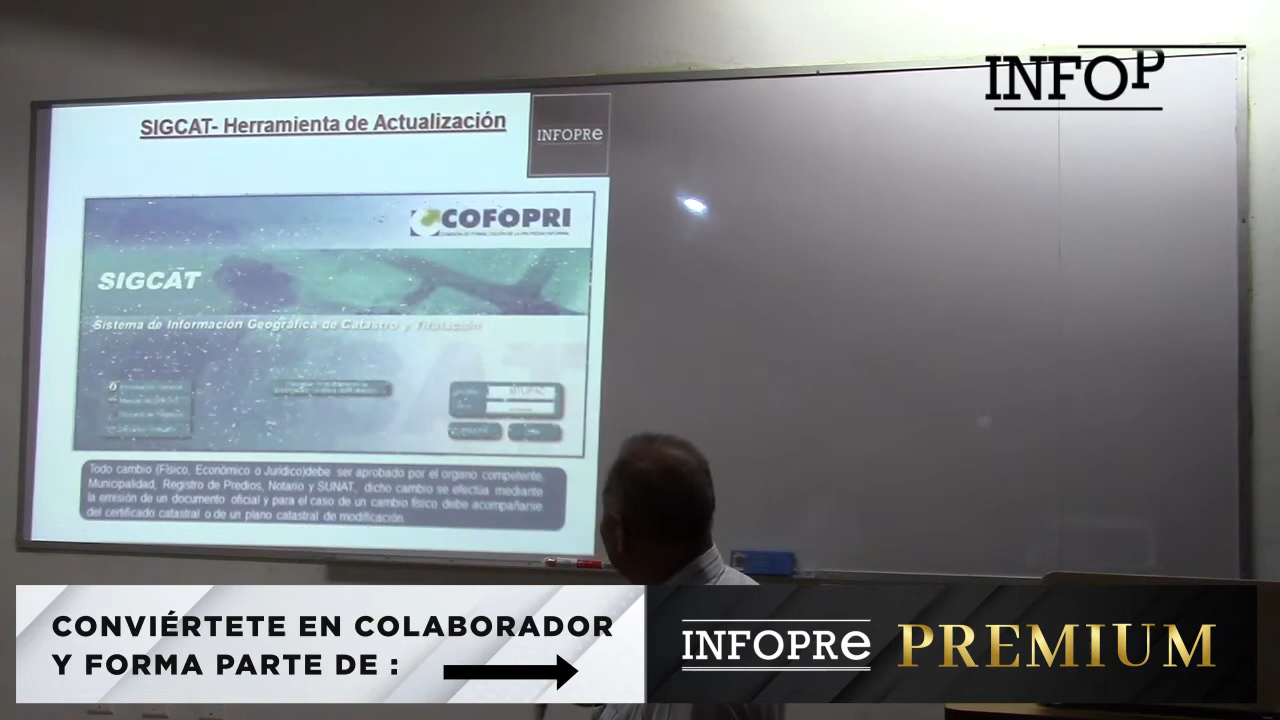 INFOP
SIGCAT- Herramienta de Actualización
INFOPRe
COFOPRI
SIGCAT
Sistema de Información Geográfica de Catastro y Titulación
Todo cambio (Físico, Económico o Jurídico)debe ser aprobado por el organo competente,
Municipalidad, Registro de Predios, Notario y SUNAT, dicho cambio se efectúa mediante
la emisión de un documento oficial y para el caso de un cambio físico debe acompañarse
del certificado catastral o de un plano catastral de modificación.
CONVIÉRTETE EN COLABORADOR
Y FORMA PARTE DE :
INFOPRe PREMIUM